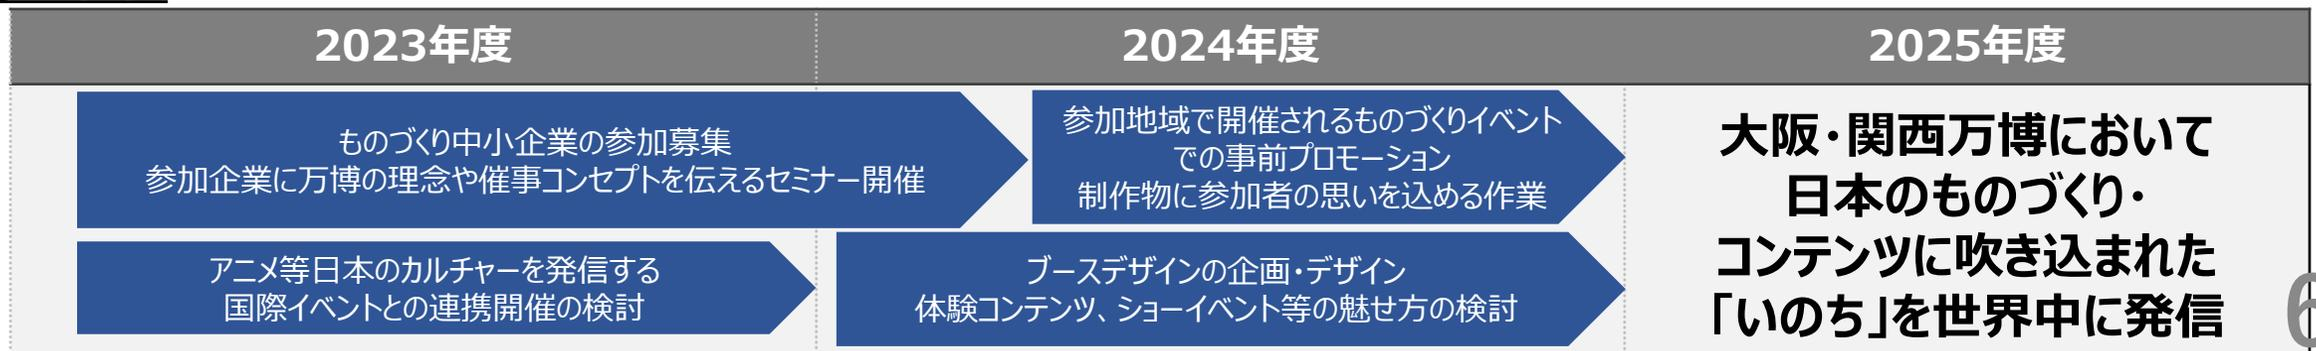 2023年度
2024年度
2025年度
ものづくり中小企業の参加募集
参加企業に万博の理念や催事コンセプトを伝えるセミナー開催
参加地域で開催されるものづくりイベント
での事前プロモーション
制作物に参加者の思いを込める作業
アニメ等日本のカルチャーを発信する
国際イベントとの連携開催の検討
ブースデザインの企画・デザイン
体験コンテンツ、ショーイベント等の魅せ方の検討
大阪・関西万博において
日本のものづくり・
コンテンツに吹き込まれた
「いのち」を世界中に発信
6